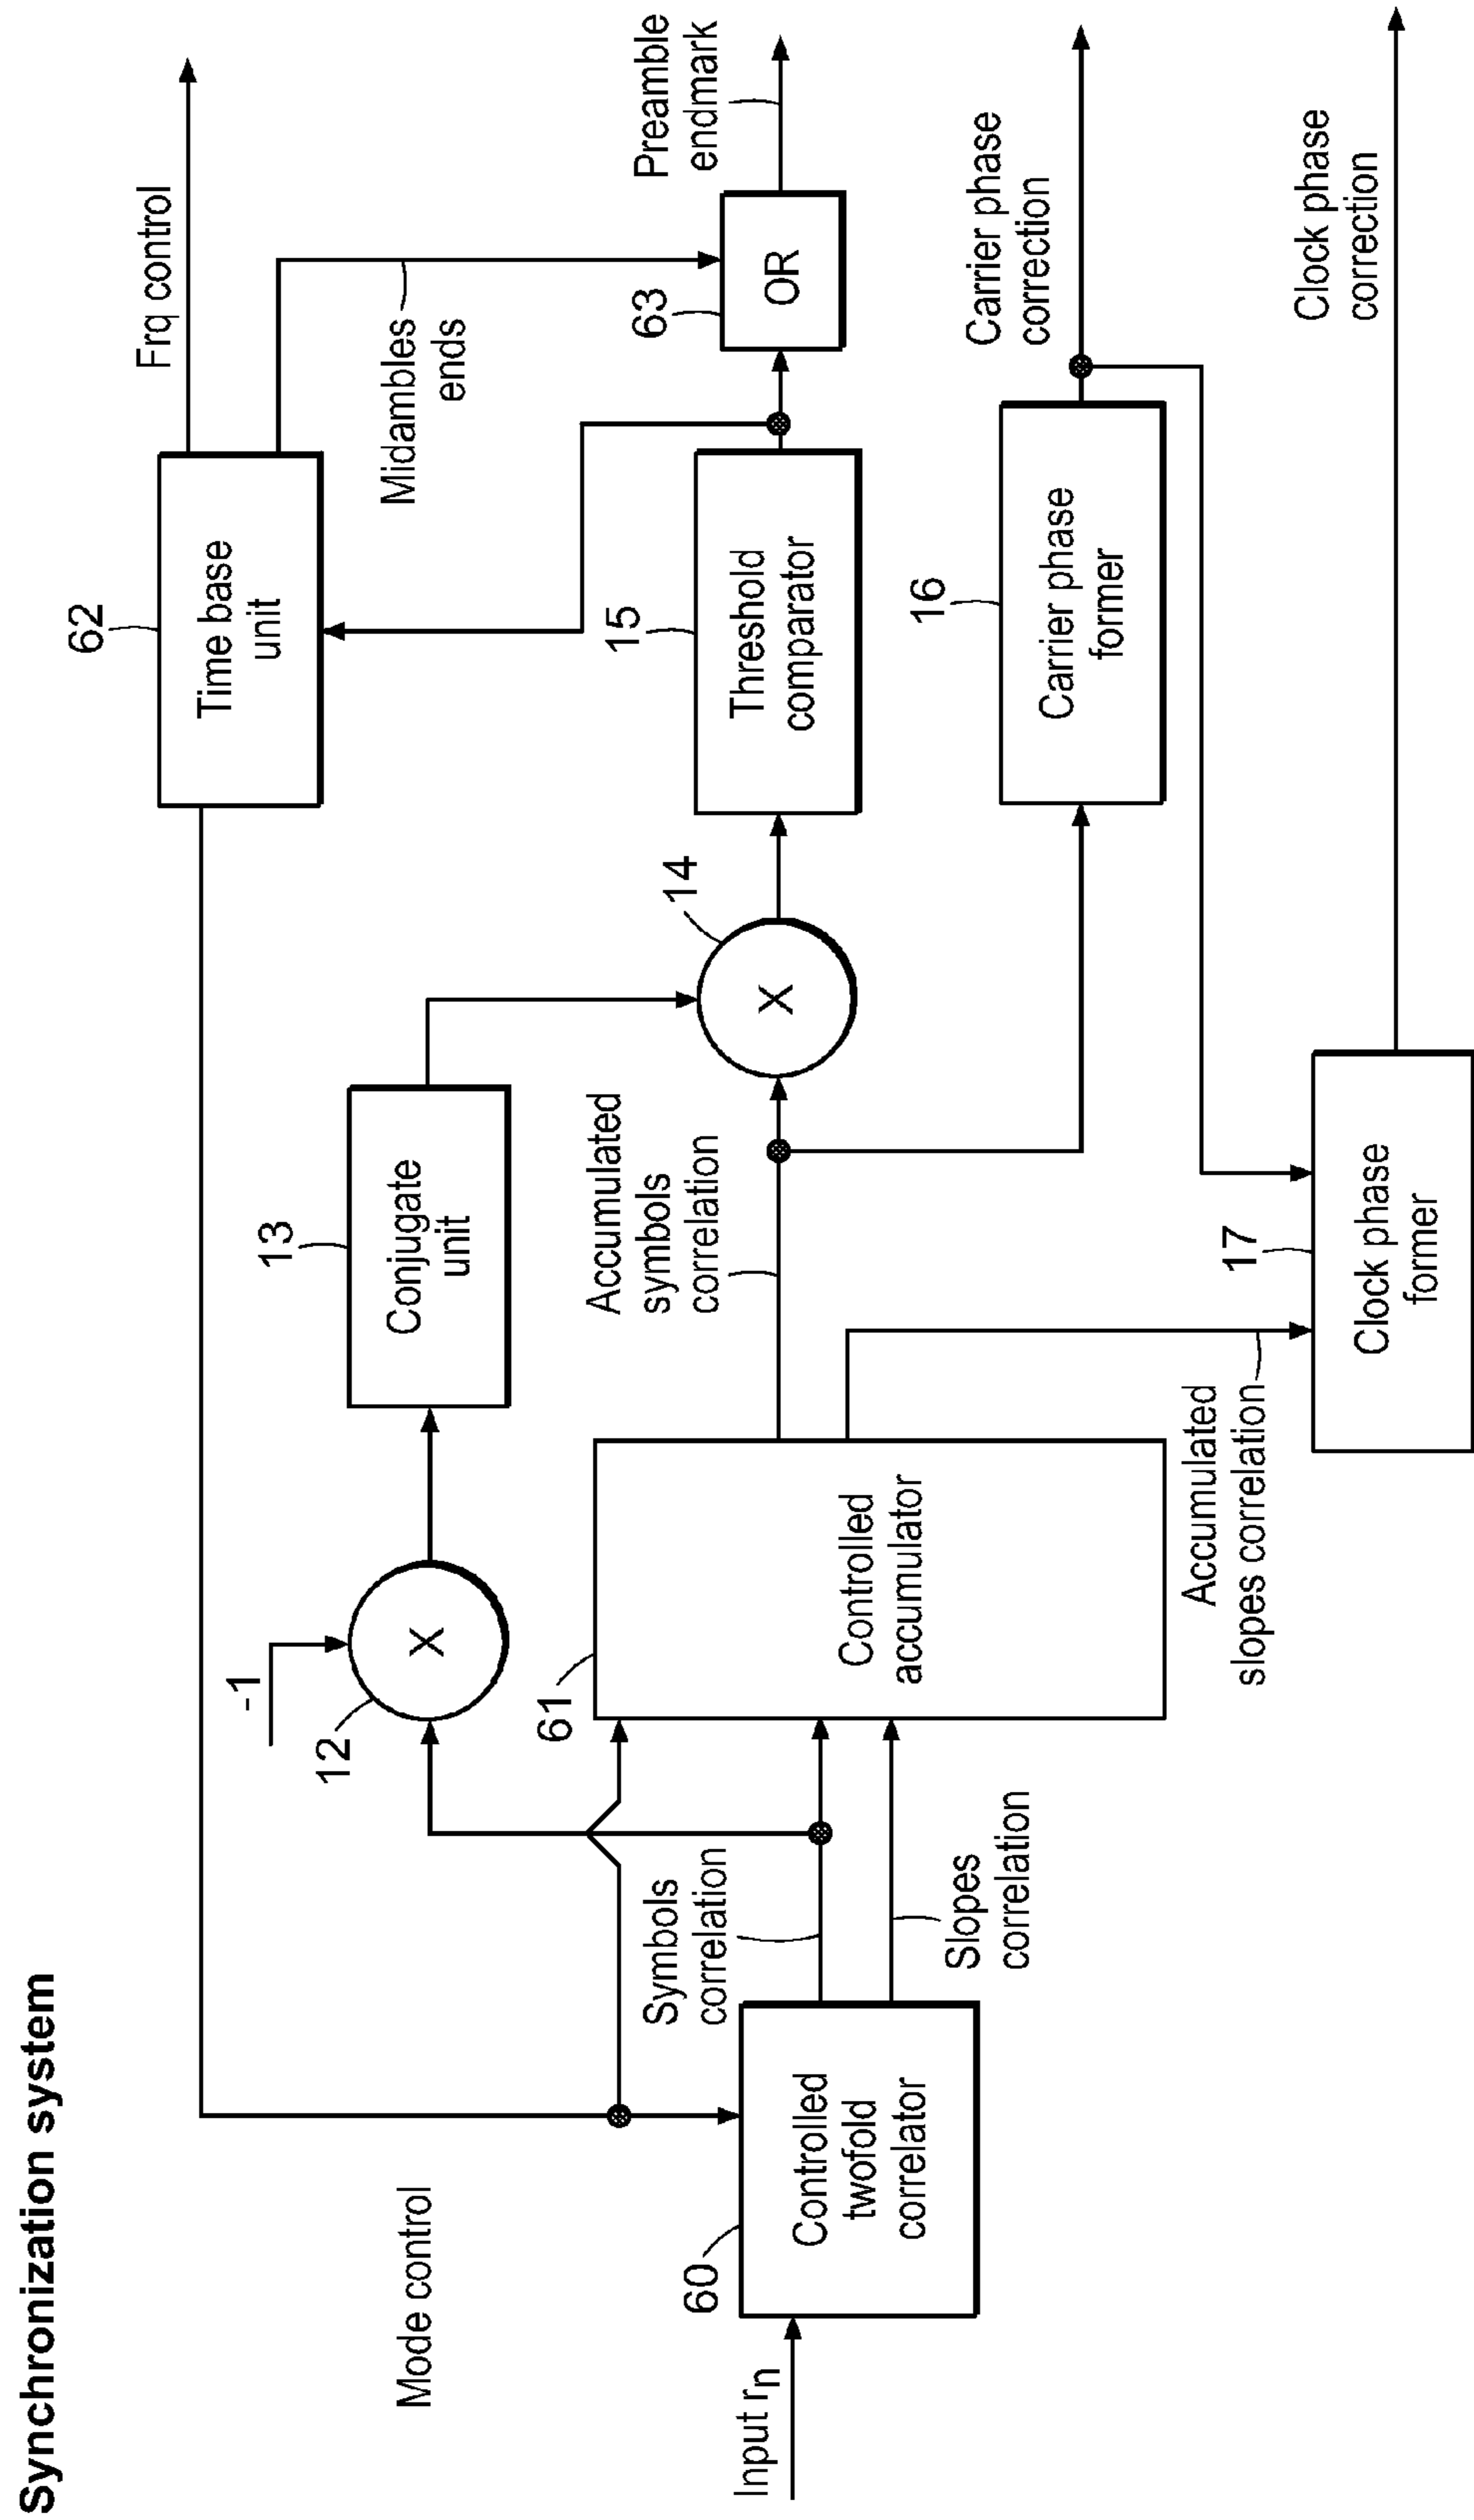 Synchronization system
Frq control
62
Time base
unit
Midambles
ends
Preamble
endmark
63
OR
15
Threshold
comparator
14
X
13
Conjugate
unit
-1
12
X
Mode control
61
Controlled
accumulator
Accumulated
symbols
correlation
Symbols
correlation
Slopes
correlation
60
Controlled
twofold
correlator
Input rn
16
Carrier phase
former
Carrier phase
correction
Accumulated
slopes correlation
17
Clock phase
former
Clock phase
correction